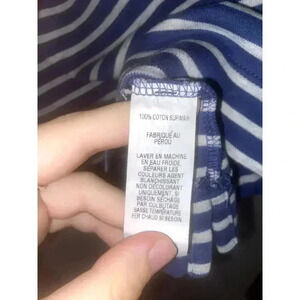 100% COTON SUPIMA®
FABRIQUÉ AU
PÉROU
LAVER EN MACHINE
EN EAU FROIDE.
SÉPARER LES
COULEURS AGENT
BLANCHISSANT
NON DÉCOLORANT
UNIQUEMENT, SI
BESOIN SÉCHAGE
PAR CULBUTAGE
BASSE TEMPÉRATUR
FER CHAUD SI BESOIN